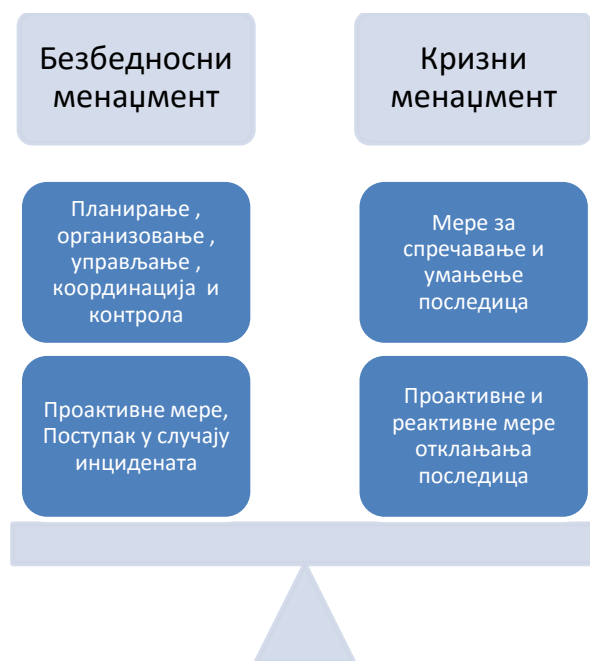 Безбедносни
менаџмент
Кризни
менаџмент
Планирање ,
организовање ,
управљање ,
координација и
контрола
Мере за
спречавање и
умањење
последица
Проактивне мере,
Поступак у случају
инцидената
Проактивне и
реактивне мере
отклањања
последица